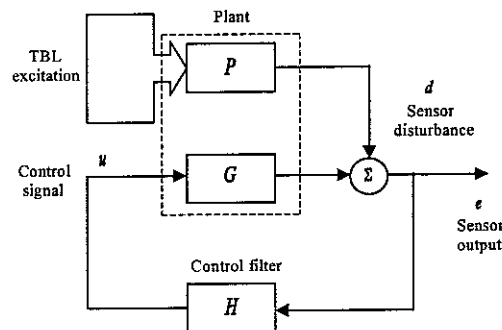 Plant
TBL
excitation
P
d
Sensor
disturbance
Control
signal
u
G
Σ
e
Sensor
output
Control filter
H